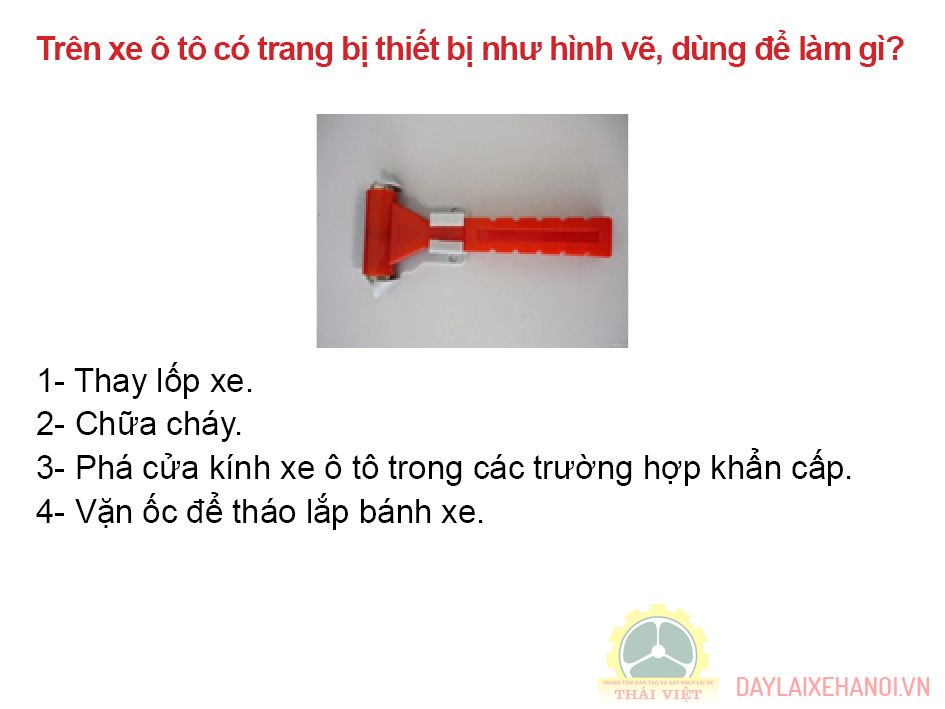 Trên xe ô tô có trang bị thiết bị như hình vẽ, dùng để làm gì?
1- Thay lốp xe.
2- Chữa cháy.
3- Phá cửa kính xe ô tô trong các trường hợp khẩn cấp.
4- Vặn ốc để tháo lắp bánh xe.
TRUNG TÂM ĐÀO TẠO VÀ SÁT HẠCH LÁI XE
THÁI VIỆT
DAYLAIXEHANOI.VN